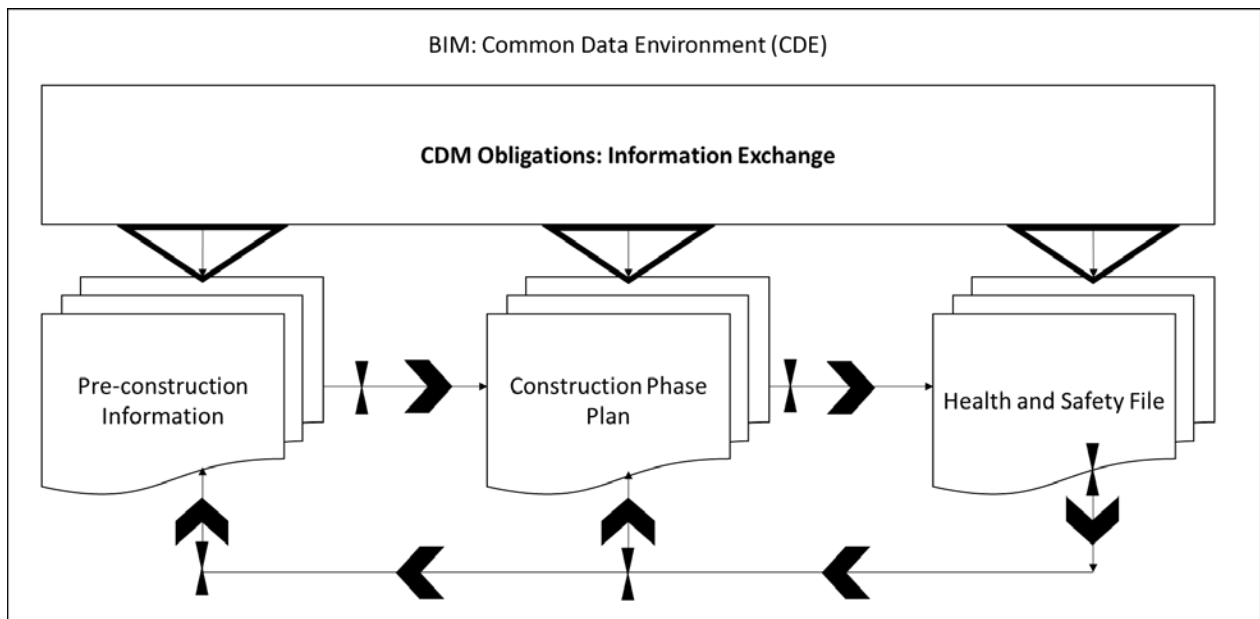 BIM: Common Data Environment (CDE)
CDM Obligations: Information Exchange
Pre-construction
Information
Construction Phase
Plan
Health and Safety File